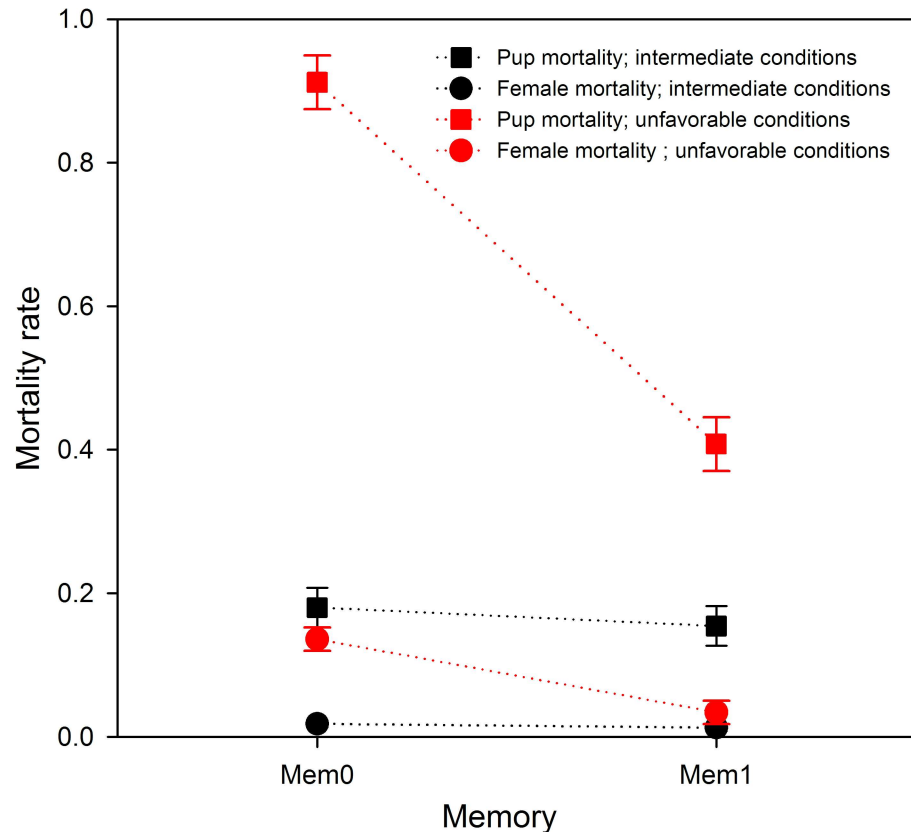 1.0
Pup mortality; intermediate conditions
Female mortality; intermediate conditions
Pup mortality; unfavorable conditions
Female mortality ; unfavorable conditions
0.8
0.6
Mortality rate
0.4
0.2
0.0
Mem0 Mem1
Memory